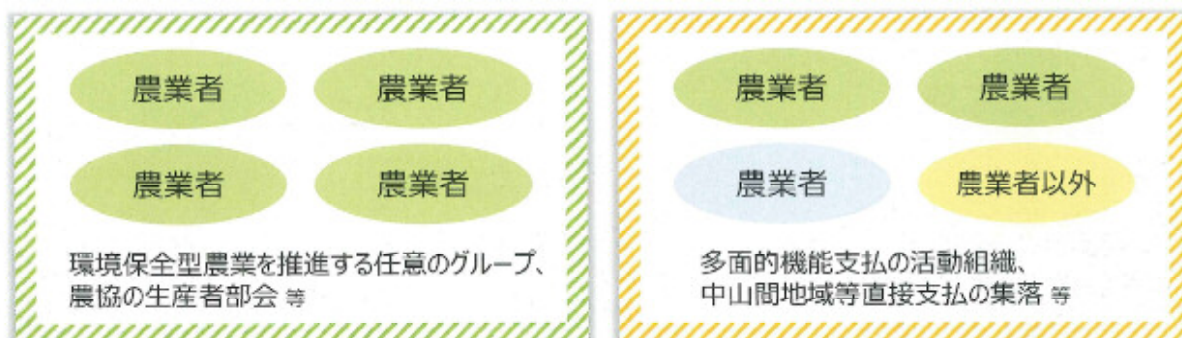 農業者
農業者
農業者
農業者
環境保全型農業を推進する任意のグループ、
農協の生産者部会 等
農業者
農業者
農業者
農業者以外
多面的機能支払の活動組織、
中山間地域等直接支払の集落 等